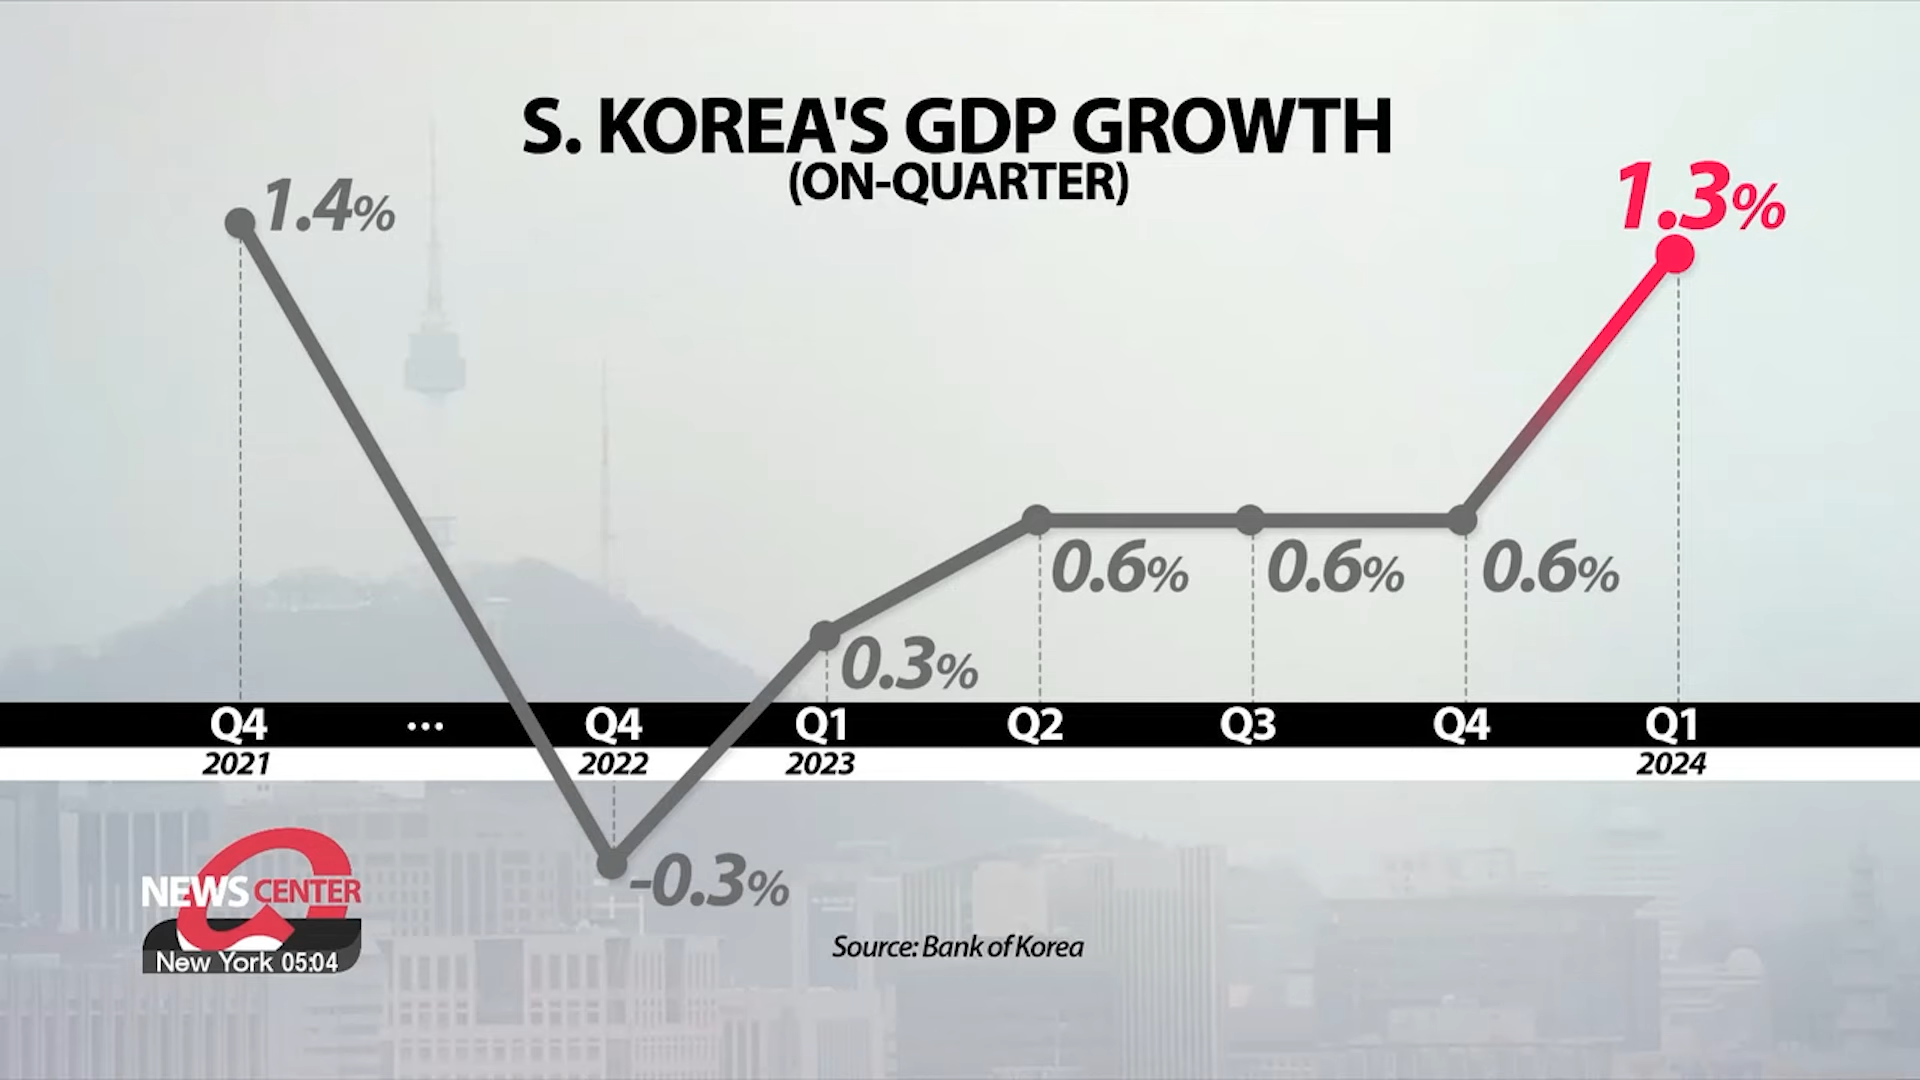 S. KOREA'S GDP GROWTH
(ON-QUARTER)
1.4%
1.3%
0.6%
0.6%
0.6%
0.3%
Q4 ... Q4 Q1 Q2 Q3 Q4 Q1
2021 2022 2023 2024
-0.3%
NEWS CENTER
New York 05:04
Source: Bank of Korea